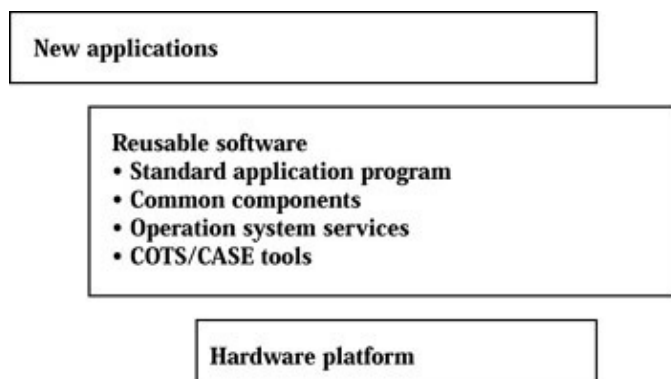 New applications
Reusable software
• Standard application program
• Common components
• Operation system services
• COTS/CASE tools
Hardware platform